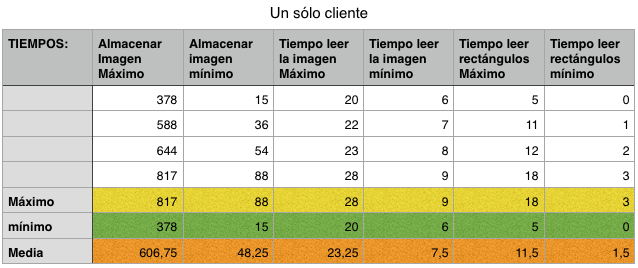 Un sólo cliente
TIEMPOS: Almacenar Imagen Máximo Almacenar imagen mínimo Tiempo leer la imagen Máximo Tiempo leer la imagen mínimo Tiempo leer rectángulos Máximo Tiempo leer rectángulos mínimo
378 15 20 6 5 0
588 36 22 7 11 1
644 54 23 8 12 2
817 88 28 9 18 3
Máximo 817 88 28 9 18 3
mínimo 378 15 20 6 5 0
Media 606,75 48,25 23,25 7,5 11,5 1,5